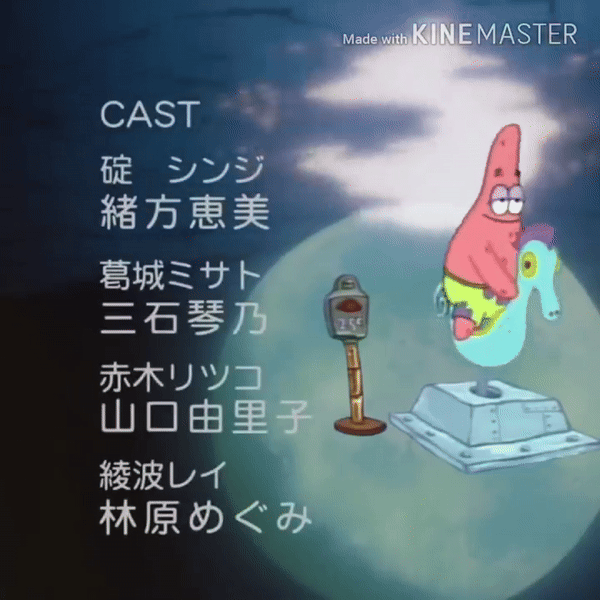 Made with KINEMASTER
CAST
碇　シンジ
緒方恵美
葛城ミサト
三石琴乃
25¢
赤木リツコ
山口由里子
綾波レイ
林原めぐみ